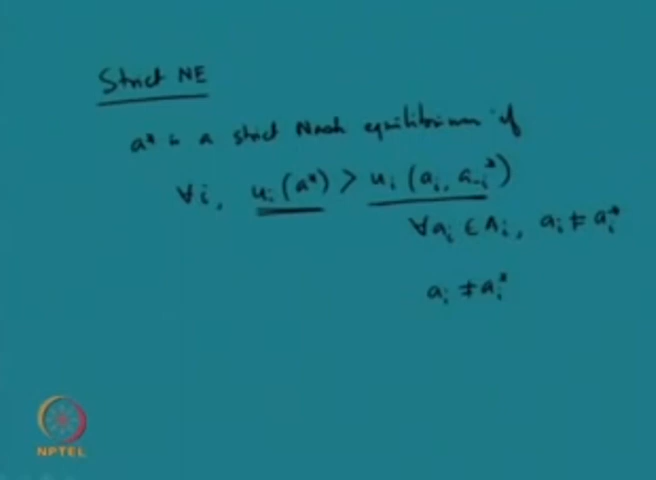 Strict NE
a* is a strict Nash equilibrium if
∀i, uᵢ(a*) > uᵢ(aᵢ, a₋ᵢ*)
∀aᵢ ∈ Aᵢ, aᵢ ≠ aᵢ*
aᵢ ≠ aᵢ*
NPTEL